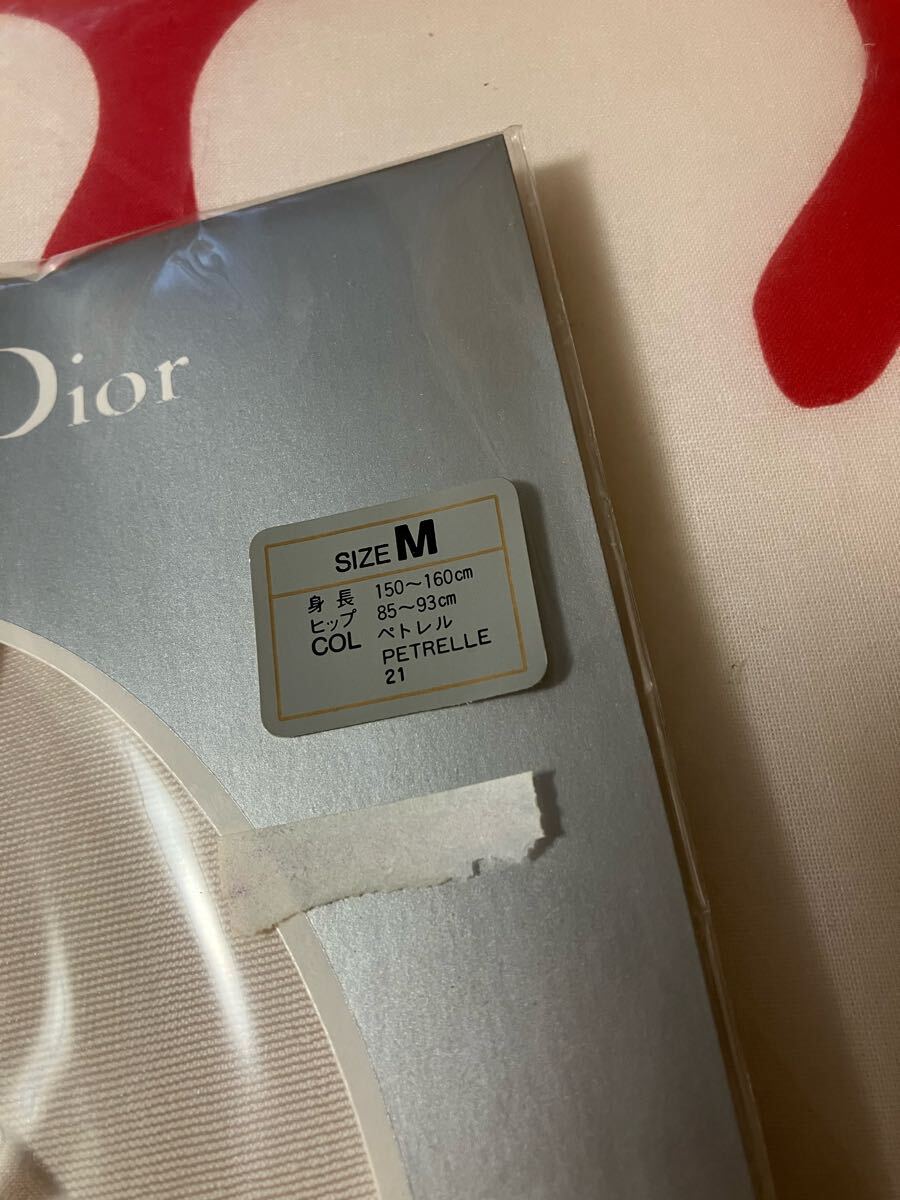 Dior
SIZE M
身長 150～160cm
ヒップ 85～93cm
COL ペトレル
PETRELLE
21